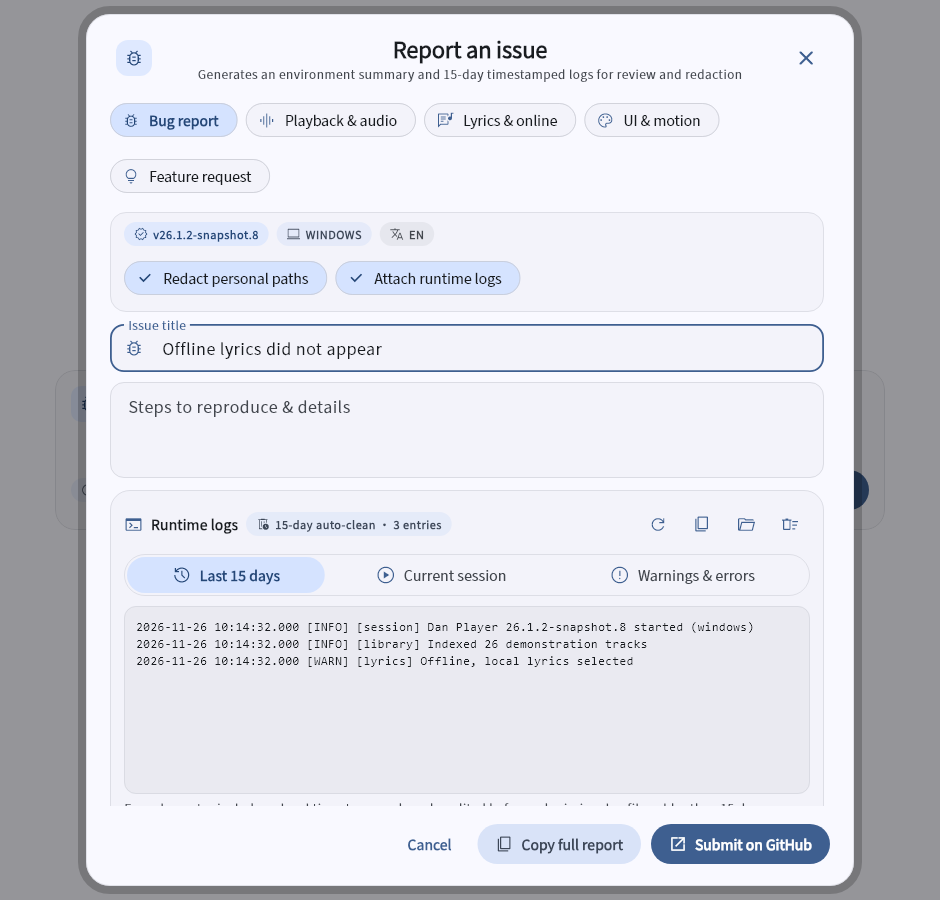 Report an issue
Generates an environment summary and 15-day timestamped logs for review and redaction
Bug report
Playback & audio
Lyrics & online
UI & motion
Feature request
v26.1.2-snapshot.8
WINDOWS
EN
Redact personal paths
Attach runtime logs
Issue title
Offline lyrics did not appear
Steps to reproduce & details
Runtime logs
15-day auto-clean • 3 entries
Last 15 days
Current session
Warnings & errors
2026-11-26 10:14:32.000 [INFO] [session] Dan Player 26.1.2-snapshot.8 started (windows)
2026-11-26 10:14:32.000 [INFO] [library] Indexed 26 demonstration tracks
2026-11-26 10:14:32.000 [WARN] [lyrics] Offline, local lyrics selected
Cancel
Copy full report
Submit on GitHub